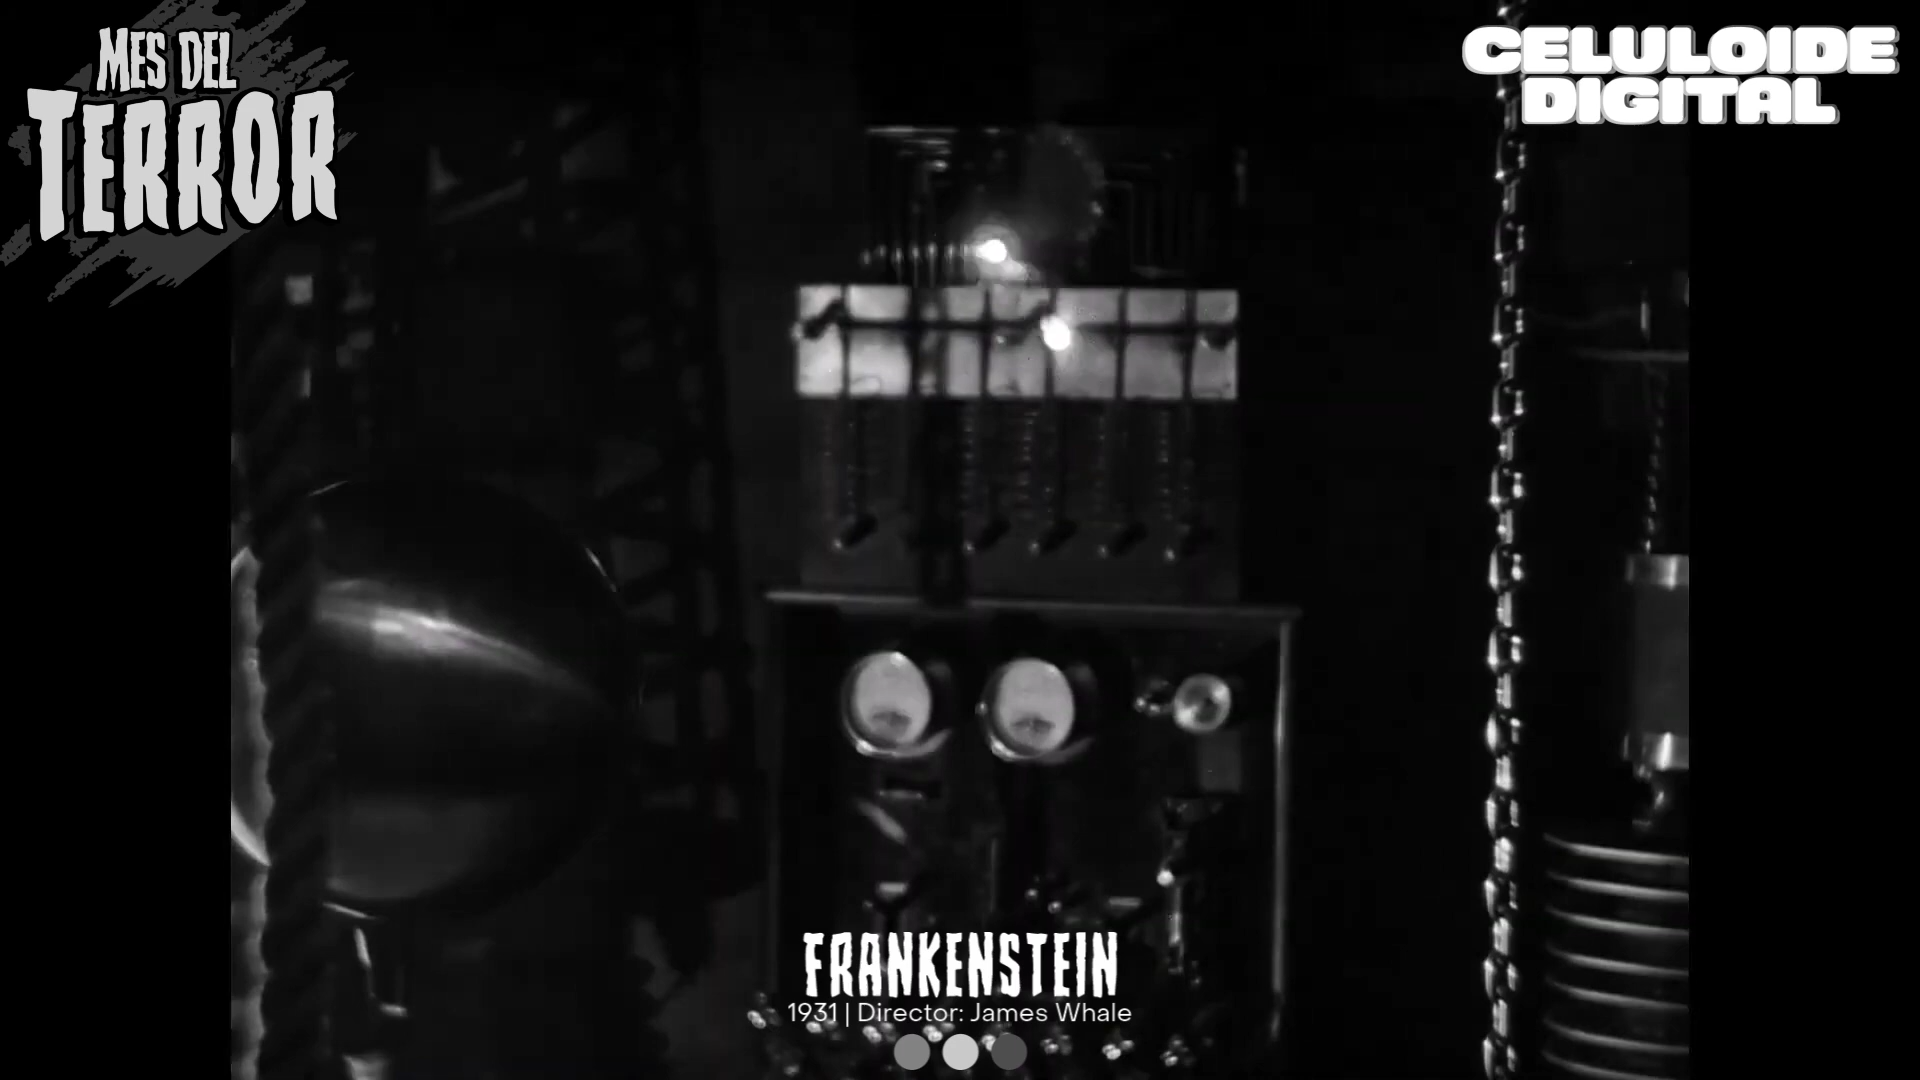 MES DEL
TERROR
CELULOIDE
DIGITAL
FRANKENSTEIN
1931 | Director: James Whale